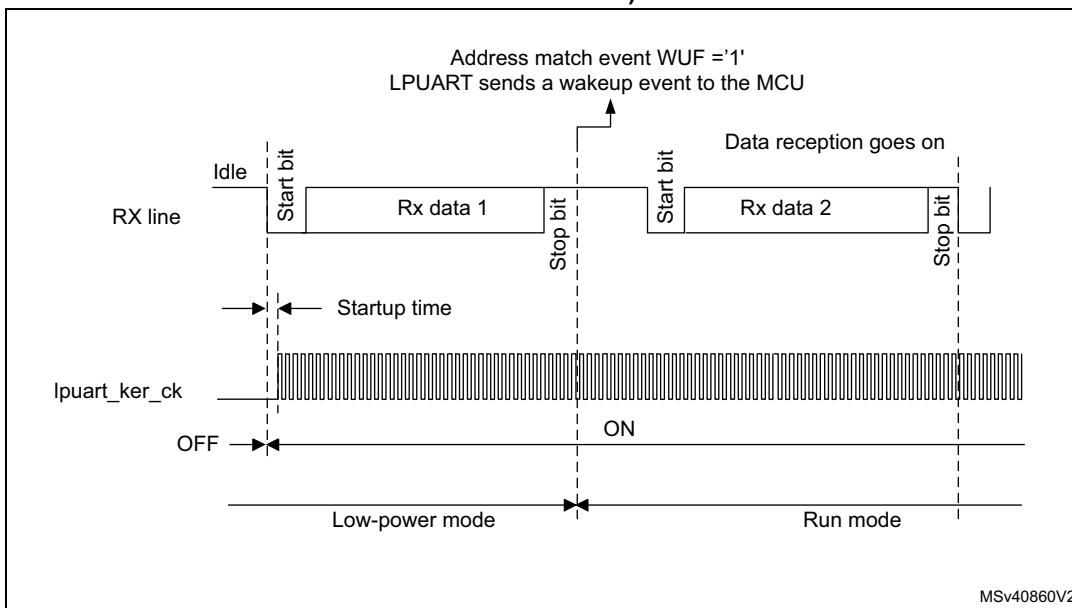 Address match event WUF ='1'
LPUART sends a wakeup event to the MCU
Data reception goes on
Idle
RX line
Start bit
Rx data 1
Stop bit
Start bit
Rx data 2
Stop bit
Startup time
lpuart_ker_ck
OFF
ON
Low-power mode
Run mode
MSv40860V2